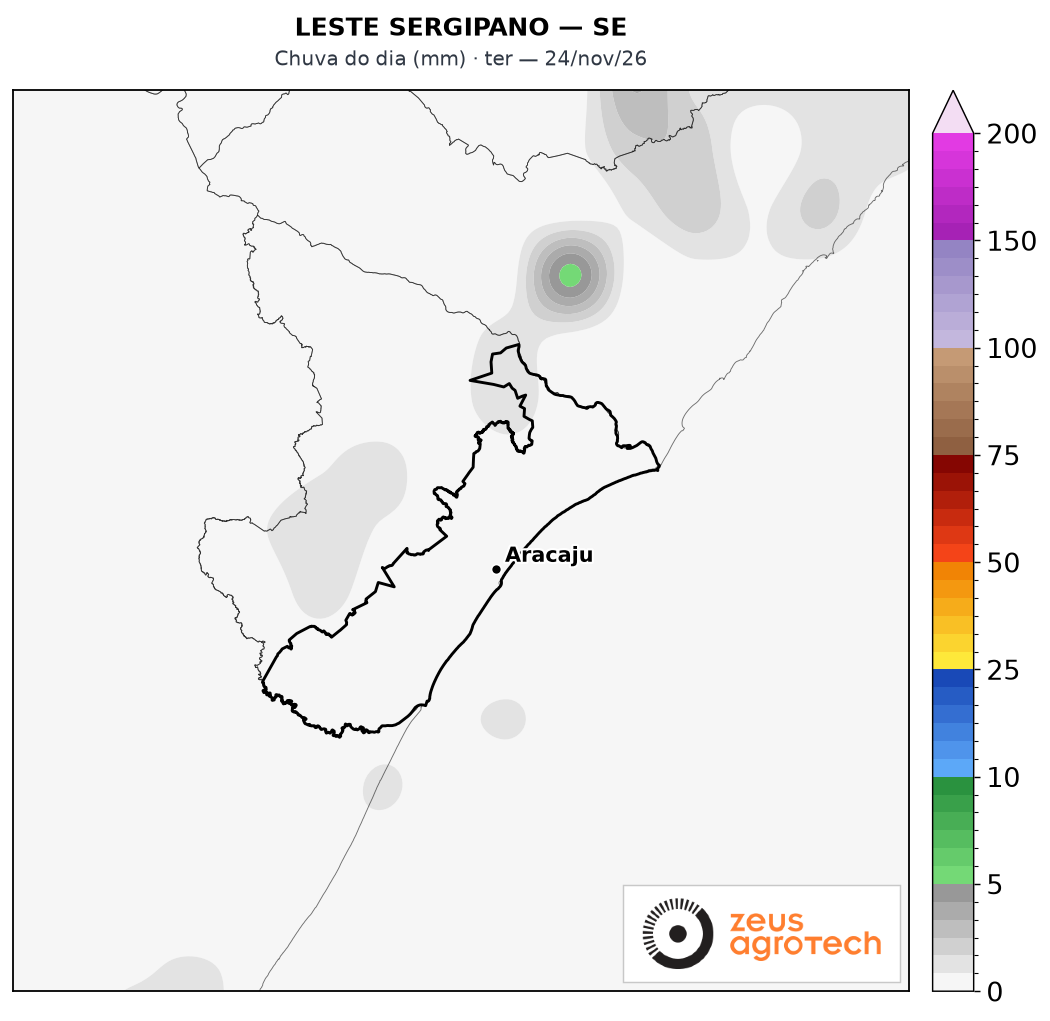 LESTE SERGIPANO — SE
Chuva do dia (mm) · ter — 24/nov/26
200
150
100
75
50
25
10
5
0
Aracaju
zeus
agrotech